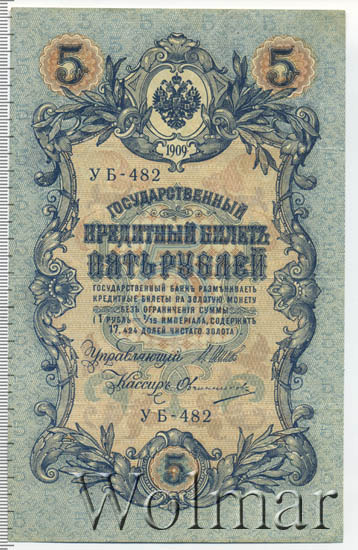 5 5
1909
УБ-482
ГОСУДАРСТВЕННЫЙ
КРЕДИТНЫЙ БИЛЕТЪ
ПЯТЬ РУБЛЕЙ
ГОСУДАРСТВЕННЫЙ БАНКЪ РАЗМѢНИВАЕТЪ
КРЕДИТНЫЕ БИЛЕТЫ НА ЗОЛОТУЮ МОНЕТУ
БЕЗЪ ОГРАНИЧЕНІЯ СУММЫ
(1 РУБЛЬ = 1/15 ИМПЕРІАЛА, СОДЕРЖИТЪ
17,424 ДОЛЕЙ ЧИСТАГО ЗОЛОТА)
Управляющій
Кассиръ Овчинниковъ
УБ-482
5
Wolmar